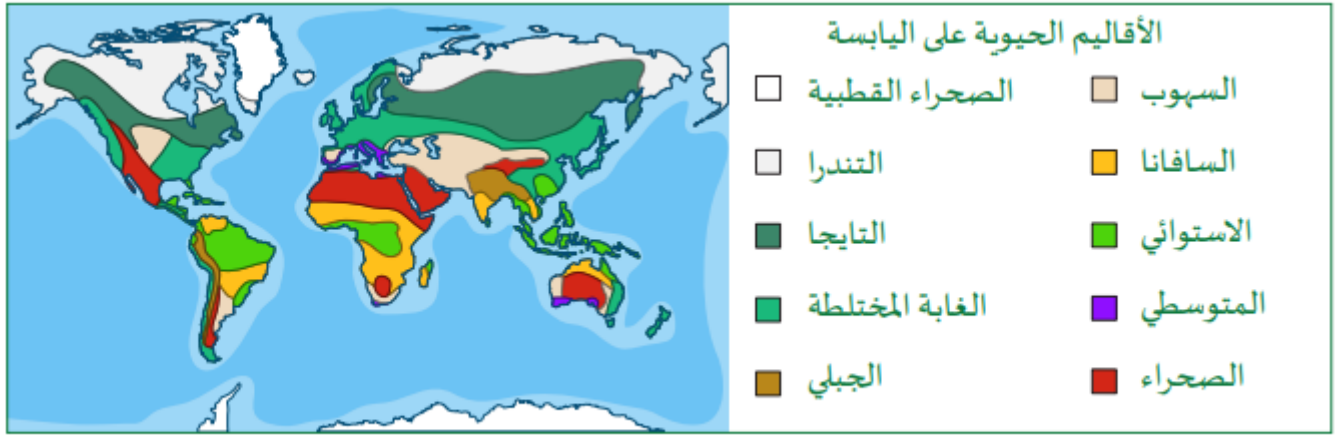 الأقاليم الحيوية على اليابسة
السهوب الصحراء القطبية
السافانا التندرا
الاستوائي التايجا
المتوسطي الغابة المختلطة
الصحراء الجبلي